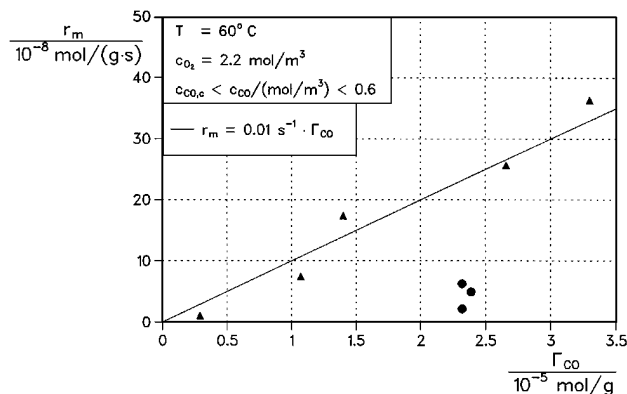 r_m
10⁻⁸ mol/(g·s)
50
40
30
20
10
0
T = 60° C
c_O₂ = 2.2 mol/m³
c_CO,c < c_CO/(mol/m³) < 0.6
— r_m = 0.01 s⁻¹ · Γ_CO
0 0.5 1 1.5 2 2.5 3 3.5
Γ_CO
10⁻⁵ mol/g